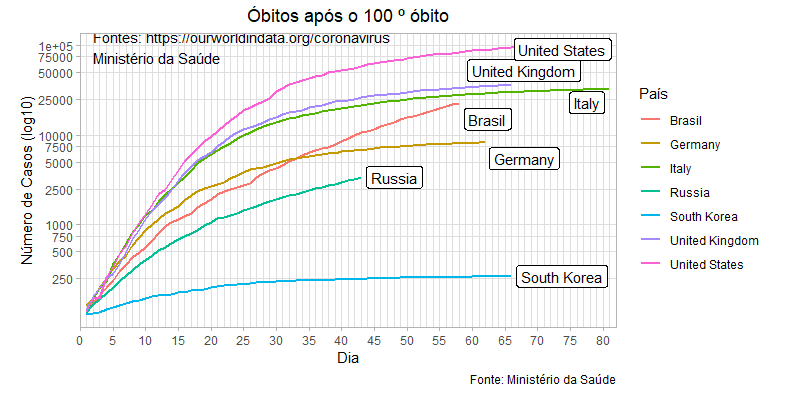 Óbitos após o 100 º óbito
Fontes: https://ourworldindata.org/coronavirus
Ministério da Saúde
Número de Casos (log10)
1e+05
75000
50000
25000
10000
7500
5000
2500
1000
750
500
250
United States
United Kingdom
Italy
Brasil
Germany
Russia
South Korea
0 5 10 15 20 25 30 35 40 45 50 55 60 65 70 75 80
Dia
País
Brasil
Germany
Italy
Russia
South Korea
United Kingdom
United States
Fonte: Ministério da Saúde